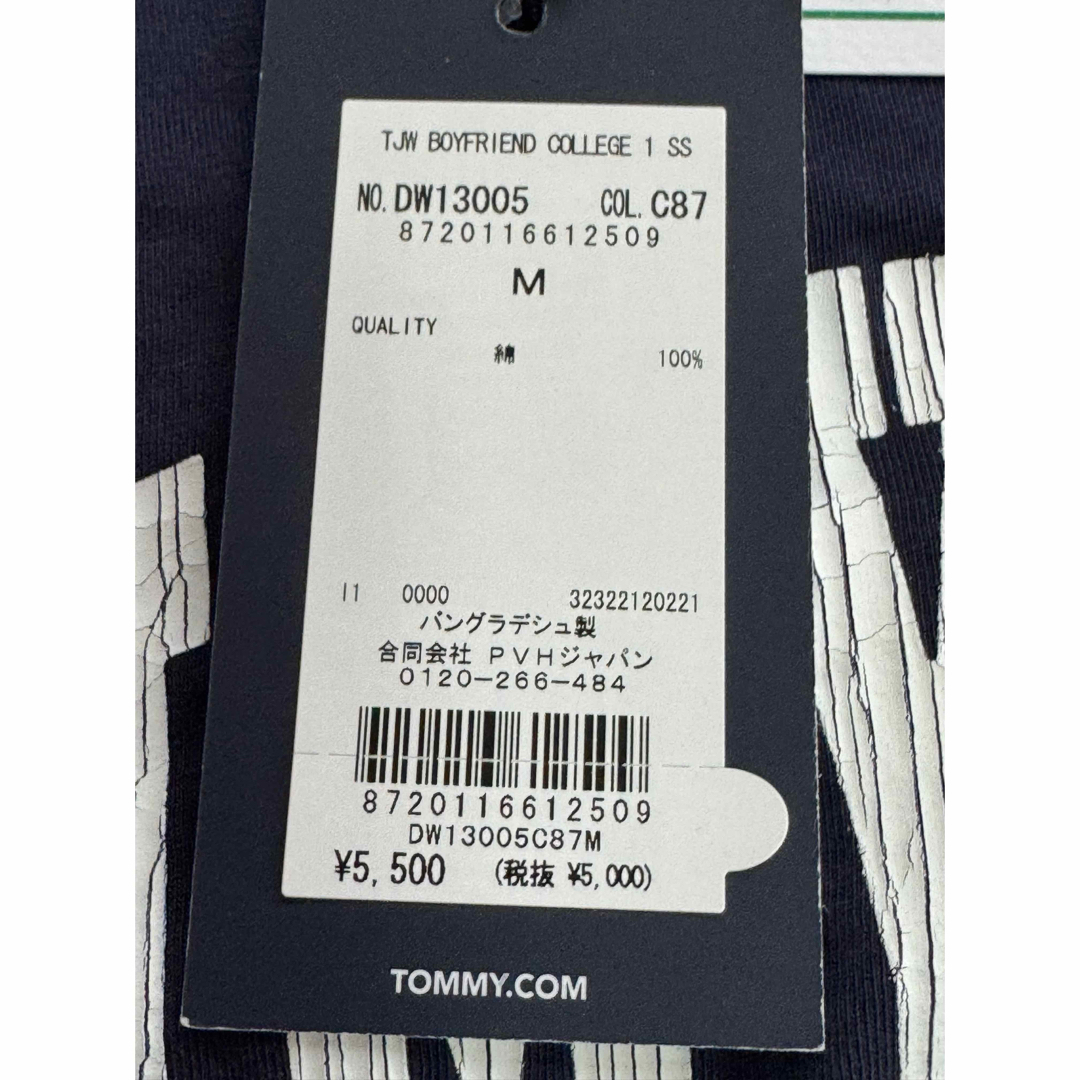 TJW BOYFRIEND COLLEGE 1 SS
NO. DW13005 COL. C87
8720116612509
M
QUALITY
綿 100%
I1 0000 32322120221
バングラデシュ製
合同会社 PVHジャパン
0120-266-484
8720116612509
DW13005C87M
¥5,500 (税抜 ¥5,000)
TOMMY.COM